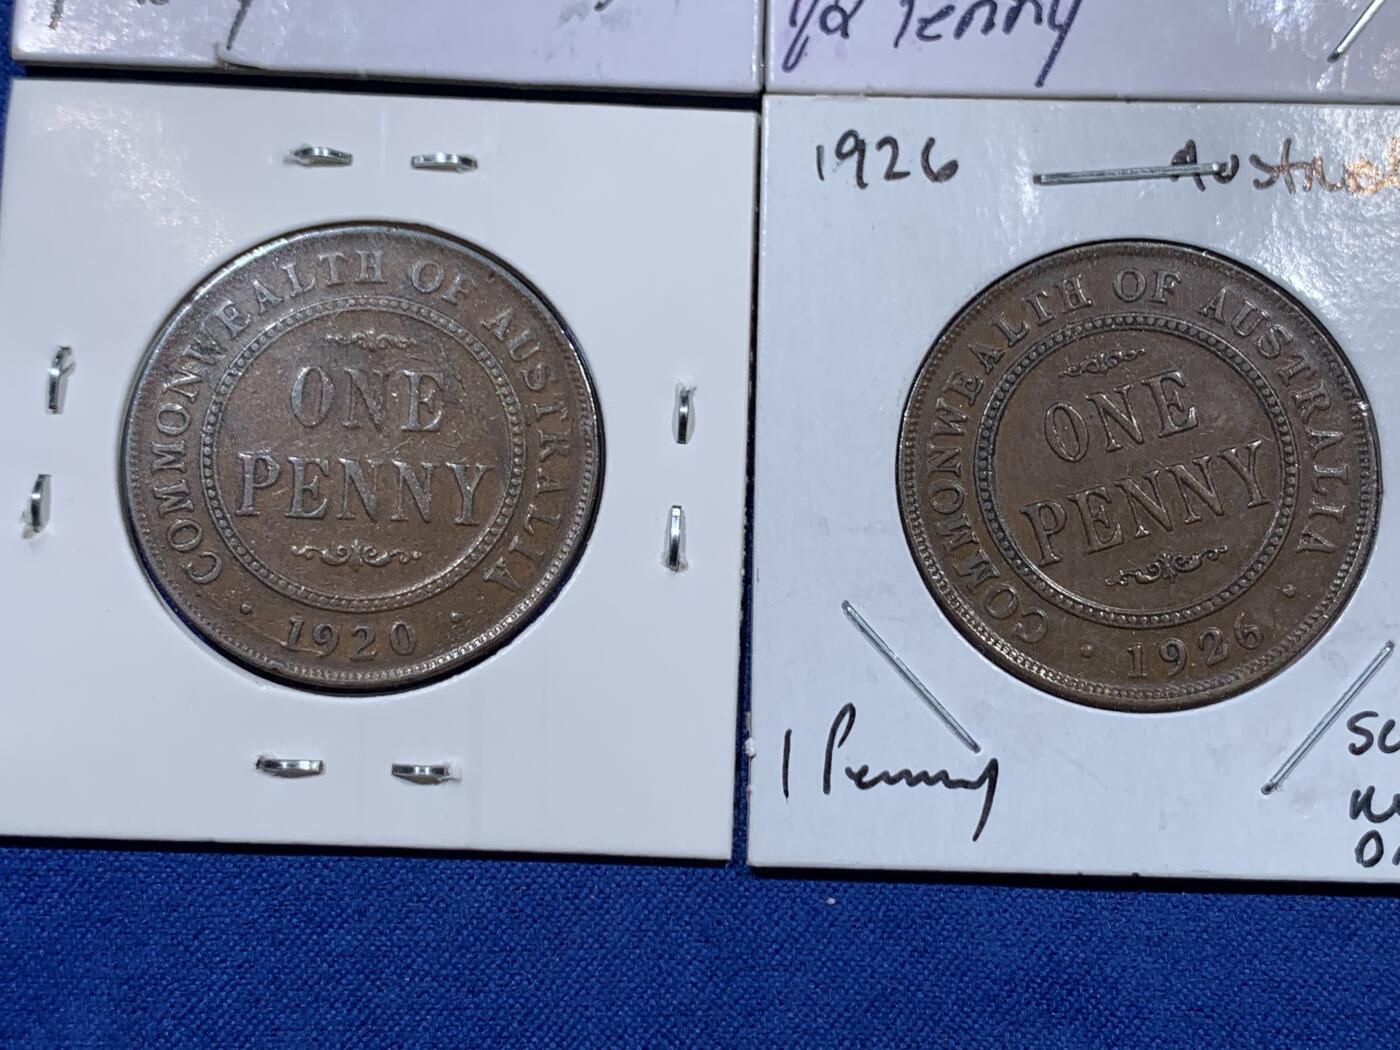 1/2 Penny
COMMONWEALTH OF AUSTRALIA
ONE
PENNY
1920
1926
COMMONWEALTH OF AUSTRALIA
ONE
PENNY
1926
1 Penny